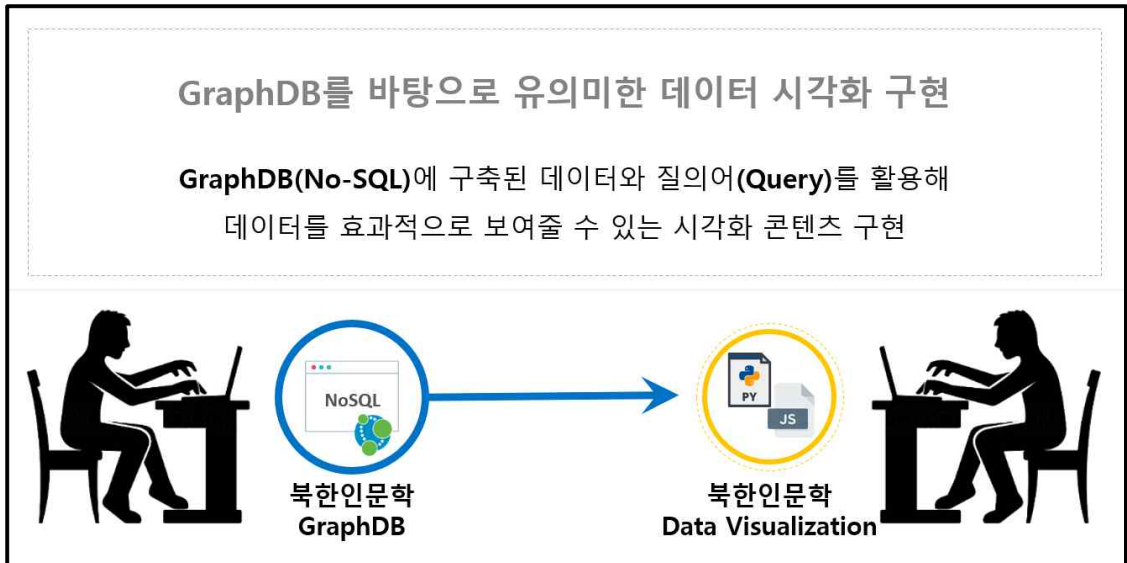 GraphDB를 바탕으로 유의미한 데이터 시각화 구현
GraphDB(No-SQL)에 구축된 데이터와 질의어(Query)를 활용해
데이터를 효과적으로 보여줄 수 있는 시각화 콘텐츠 구현
NoSQL
PY
JS
북한인문학
GraphDB
북한인문학
Data Visualization